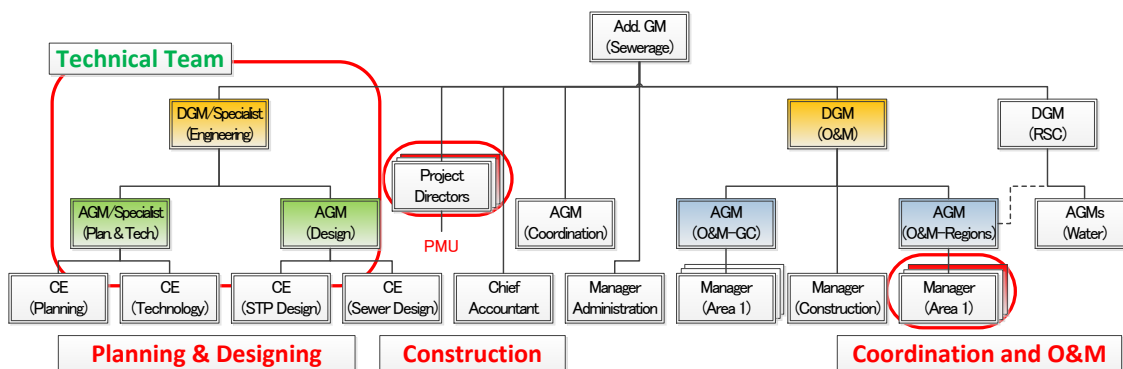 Add. GM
(Sewerage)
Technical Team
DGM/Specialist
(Engineering)
DGM
(O&M)
DGM
(RSC)
Project
Directors
PMU
AGM/Specialist
(Plan. & Tech.)
AGM
(Design)
AGM
(Coordination)
AGM
(O&M-GC)
AGM
(O&M-Regions)
AGMs
(Water)
CE
(Planning)
CE
(Technology)
CE
(STP Design)
CE
(Sewer Design)
Chief
Accountant
Manager
Administration
Manager
(Area 1)
Manager
(Construction)
Manager
(Area 1)
Planning & Designing
Construction
Coordination and O&M